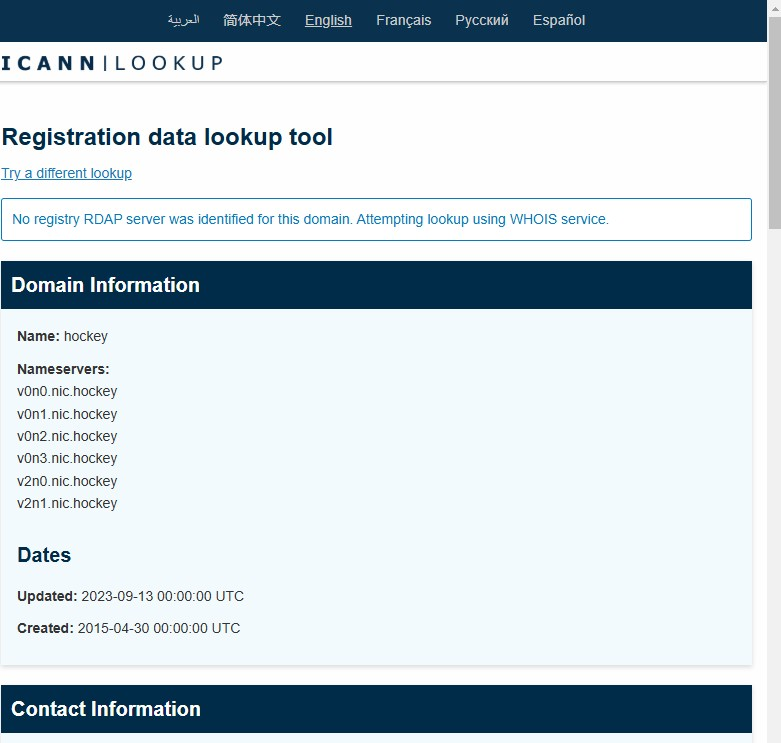 العربية 简体中文 English Français Русский Español
ICANN|LOOKUP
Registration data lookup tool
Try a different lookup
No registry RDAP server was identified for this domain. Attempting lookup using WHOIS service.
Domain Information
Name: hockey
Nameservers:
v0n0.nic.hockey
v0n1.nic.hockey
v0n2.nic.hockey
v0n3.nic.hockey
v2n0.nic.hockey
v2n1.nic.hockey
Dates
Updated: 2023-09-13 00:00:00 UTC
Created: 2015-04-30 00:00:00 UTC
Contact Information